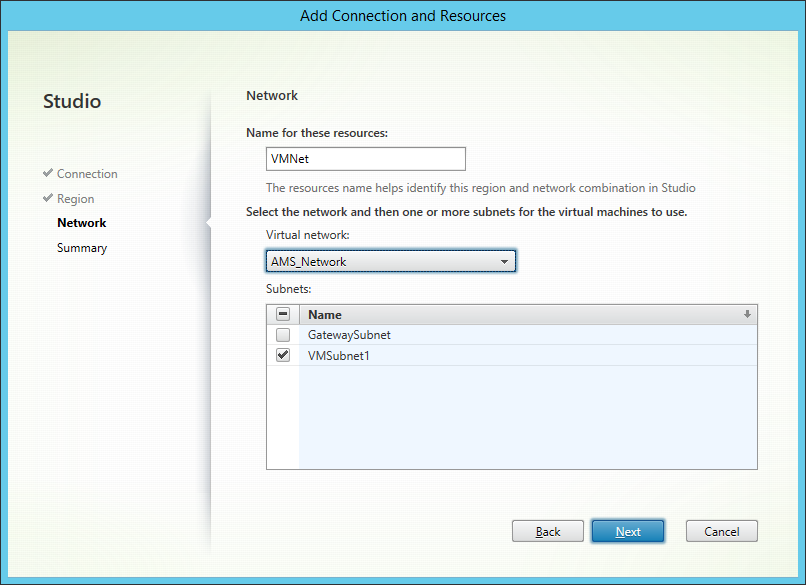 Add Connection and Resources
Studio
Connection
Region
Network
Summary
Network
Name for these resources:
VMNet
The resources name helps identify this region and network combination in Studio
Select the network and then one or more subnets for the virtual machines to use.
Virtual network:
AMS_Network
Subnets:
Name
GatewaySubnet
VMSubnet1
Back Next Cancel